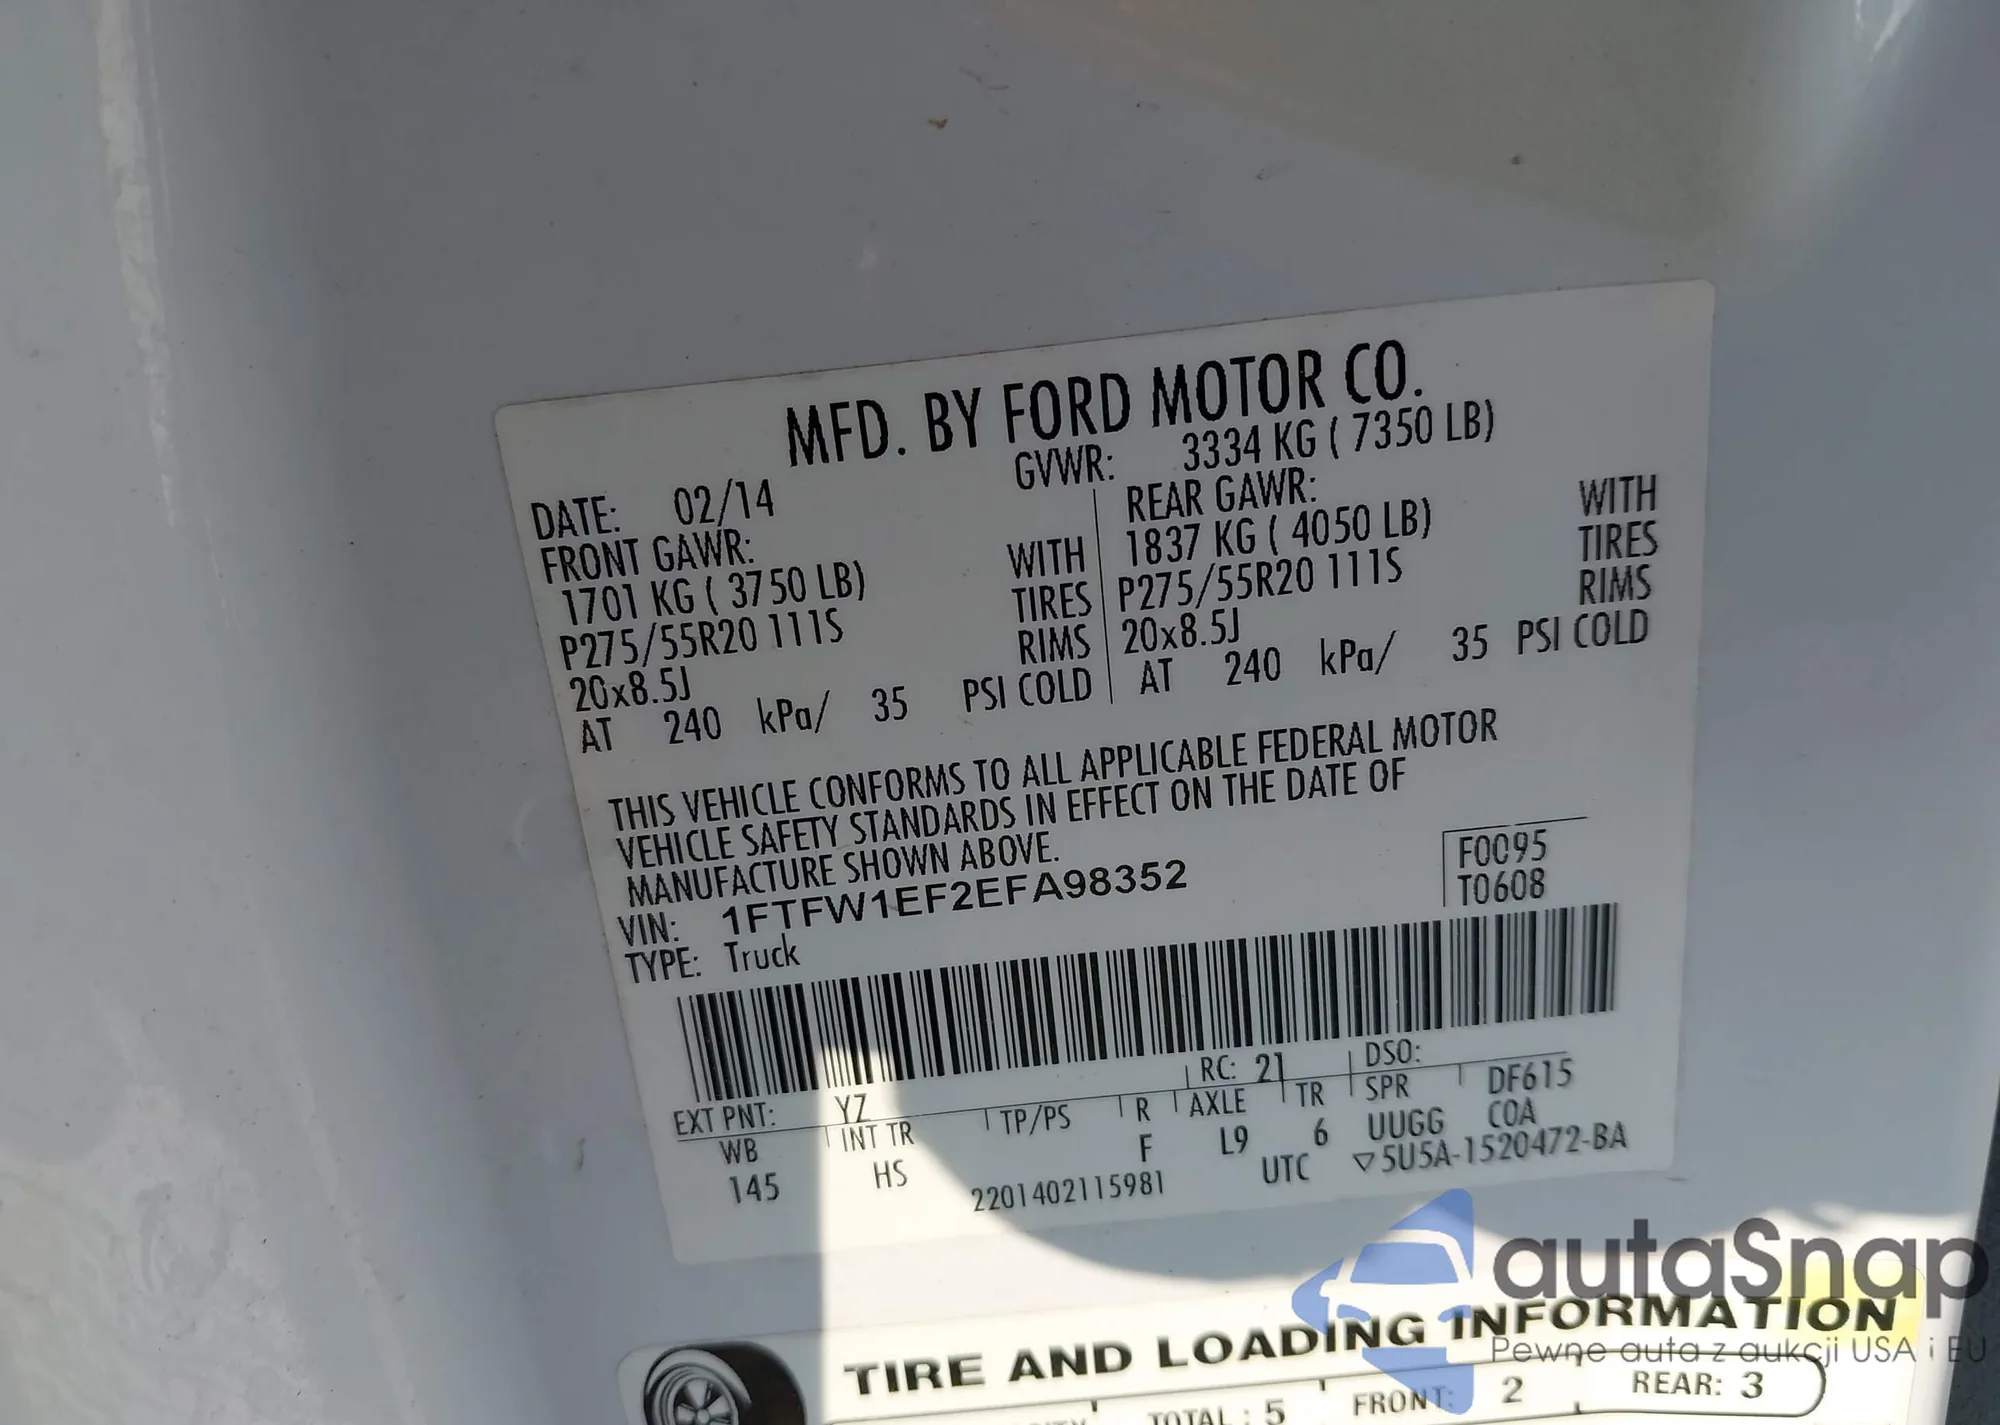 MFD. BY FORD MOTOR CO.
DATE: 02/14 GVWR: 3334 KG ( 7350 LB)
FRONT GAWR: REAR GAWR:
1701 KG ( 3750 LB) WITH 1837 KG ( 4050 LB) WITH
P275/55R20 111S TIRES P275/55R20 111S TIRES
20x8.5J RIMS 20x8.5J RIMS
AT 240 kPa/ 35 PSI COLD AT 240 kPa/ 35 PSI COLD
THIS VEHICLE CONFORMS TO ALL APPLICABLE FEDERAL MOTOR
VEHICLE SAFETY STANDARDS IN EFFECT ON THE DATE OF
MANUFACTURE SHOWN ABOVE.
VIN: 1FTFW1EF2EFA98352 F0095
TYPE: Truck T0608
EXT PNT: YZ RC: 21 DSO:
WB INT TR TP/PS R AXLE TR SPR DF615
145 HS F L9 6 UUGG COA
2201402115981 UTC ▽5U5A-1520472-BA
autoSnap
Pewne auta z aukcji USA i EU
TIRE AND LOADING INFORMATION
TOTAL : 5 FRONT: 2 REAR: 3